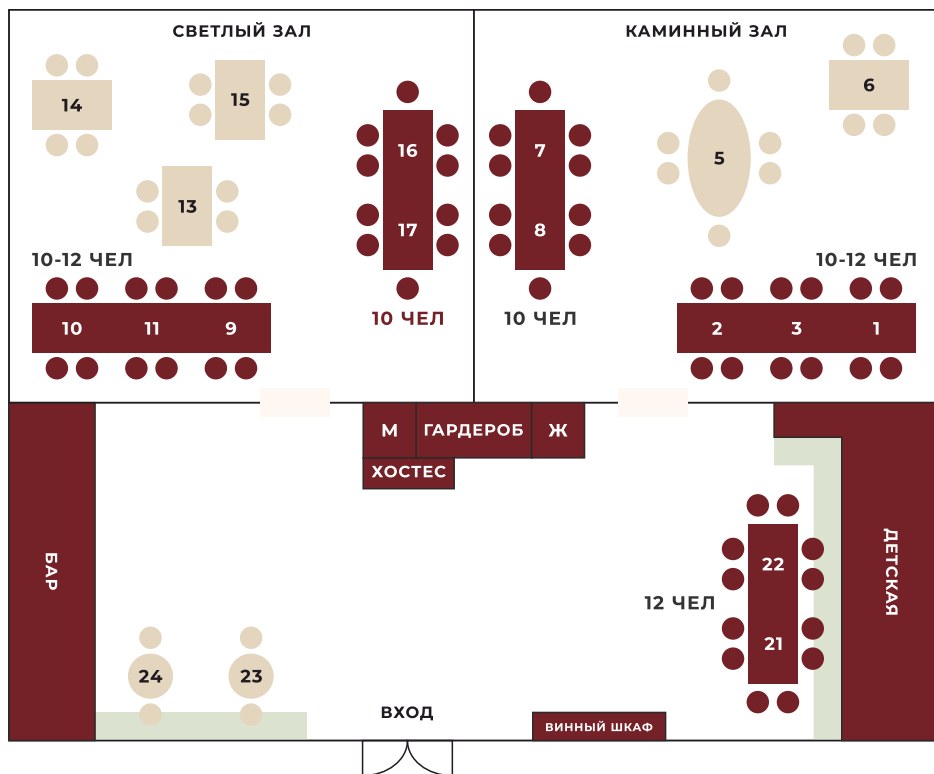 СВЕТЛЫЙ ЗАЛ
КАМИННЫЙ ЗАЛ
14
15
16
17
13
10-12 ЧЕЛ
10 11 9
10 ЧЕЛ
7
8
10 ЧЕЛ
5
6
10-12 ЧЕЛ
2 3 1
М ГАРДЕРОБ Ж
ХОСТЕС
БАР
24 23
ВХОД
ВИННЫЙ ШКАФ
12 ЧЕЛ
22
21
ДЕТСКАЯ